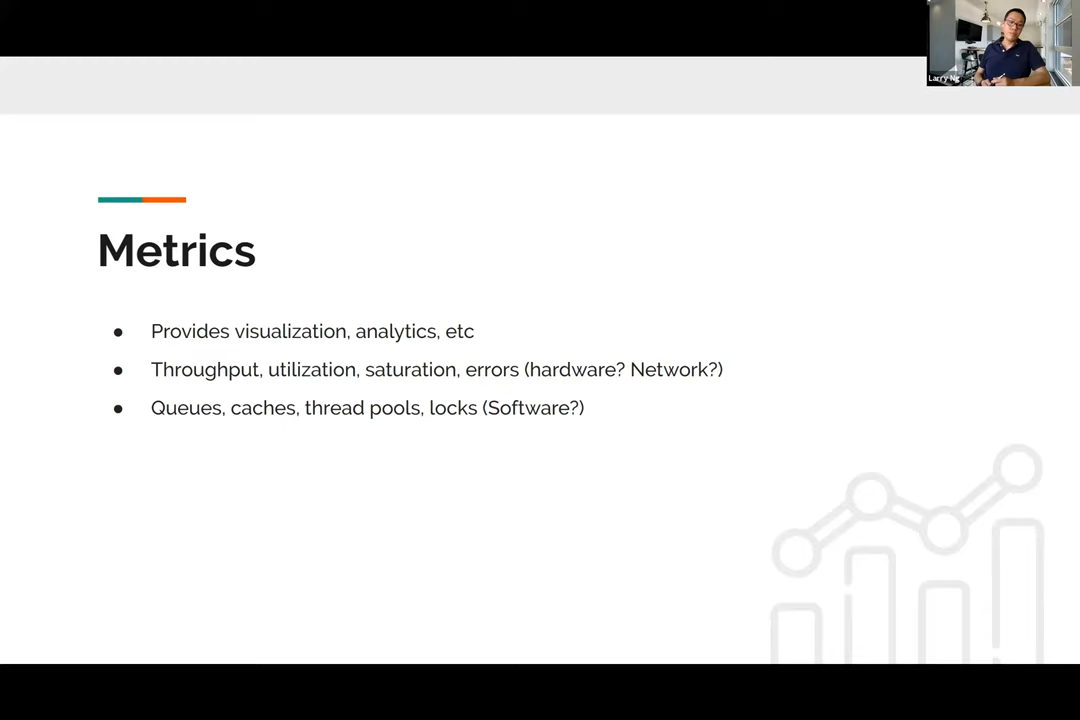 Larry Ng
Metrics
● Provides visualization, analytics, etc
● Throughput, utilization, saturation, errors (hardware? Network?)
● Queues, caches, thread pools, locks (Software?)